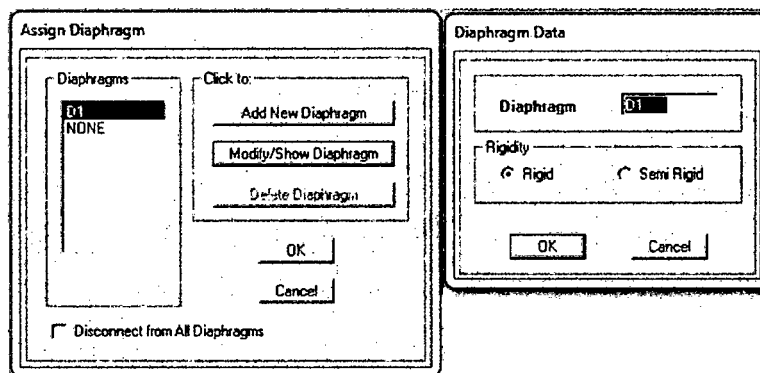 Assign Diaphragm
Diaphragms
D1
NONE
Click to:
Add New Diaphragm
Modify/Show Diaphragm
Delete Diaphragm
OK
Cancel
Disconnect from All Diaphragms
Diaphragm Data
Diaphragm
D1
Rigidity
Rigid
Semi Rigid
OK
Cancel